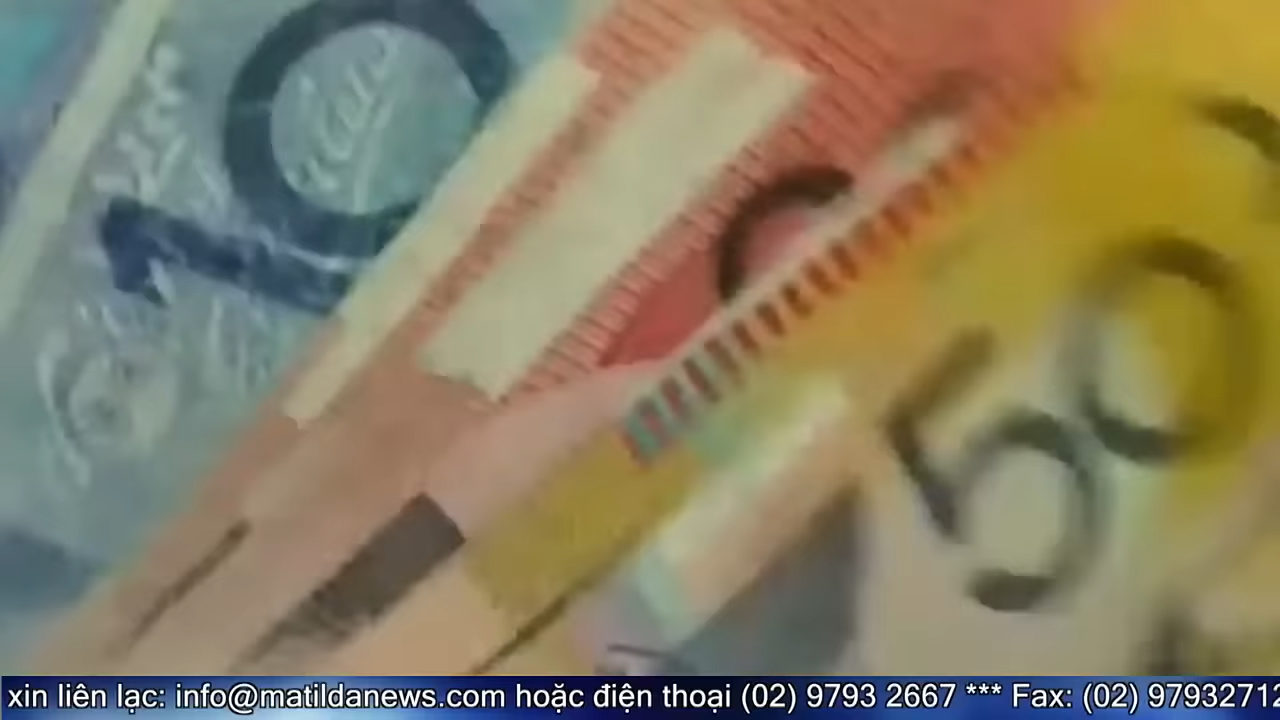 10
50
xin liên lạc: info@matildanews.com hoặc điện thoại (02) 9793 2667 *** Fax: (02) 97932712